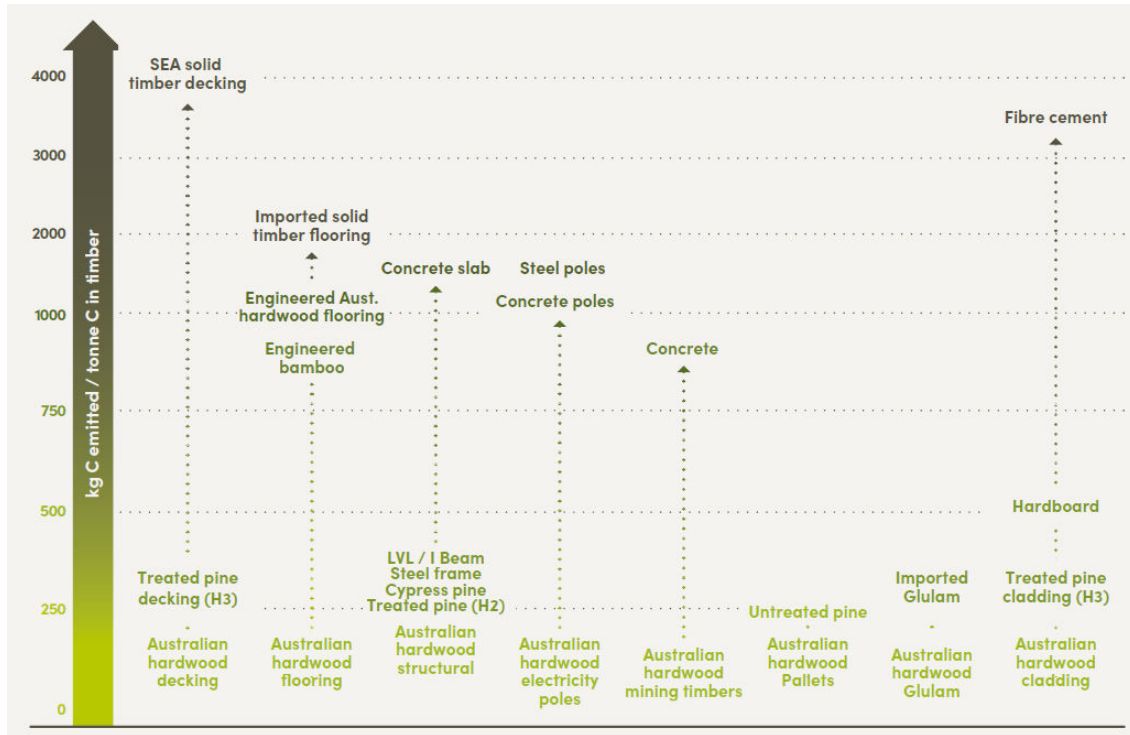 kg C emitted / tonne C in timber
4000
3000
2000
1000
750
500
250
0
SEA solid
timber decking
Treated pine
decking (H3)
Australian
hardwood
decking
Imported solid
timber flooring
Engineered Aust.
hardwood flooring
Engineered
bamboo
Australian
hardwood
flooring
Concrete slab
LVL / I Beam
Steel frame
Cypress pine
Treated pine (H2)
Australian
hardwood
structural
Steel poles
Concrete poles
Australian
hardwood
electricity
poles
Concrete
Australian
hardwood
mining timbers
Untreated pine
Australian
hardwood
Pallets
Imported
Glulam
Australian
hardwood
Glulam
Fibre cement
Hardboard
Treated pine
cladding (H3)
Australian
hardwood
cladding